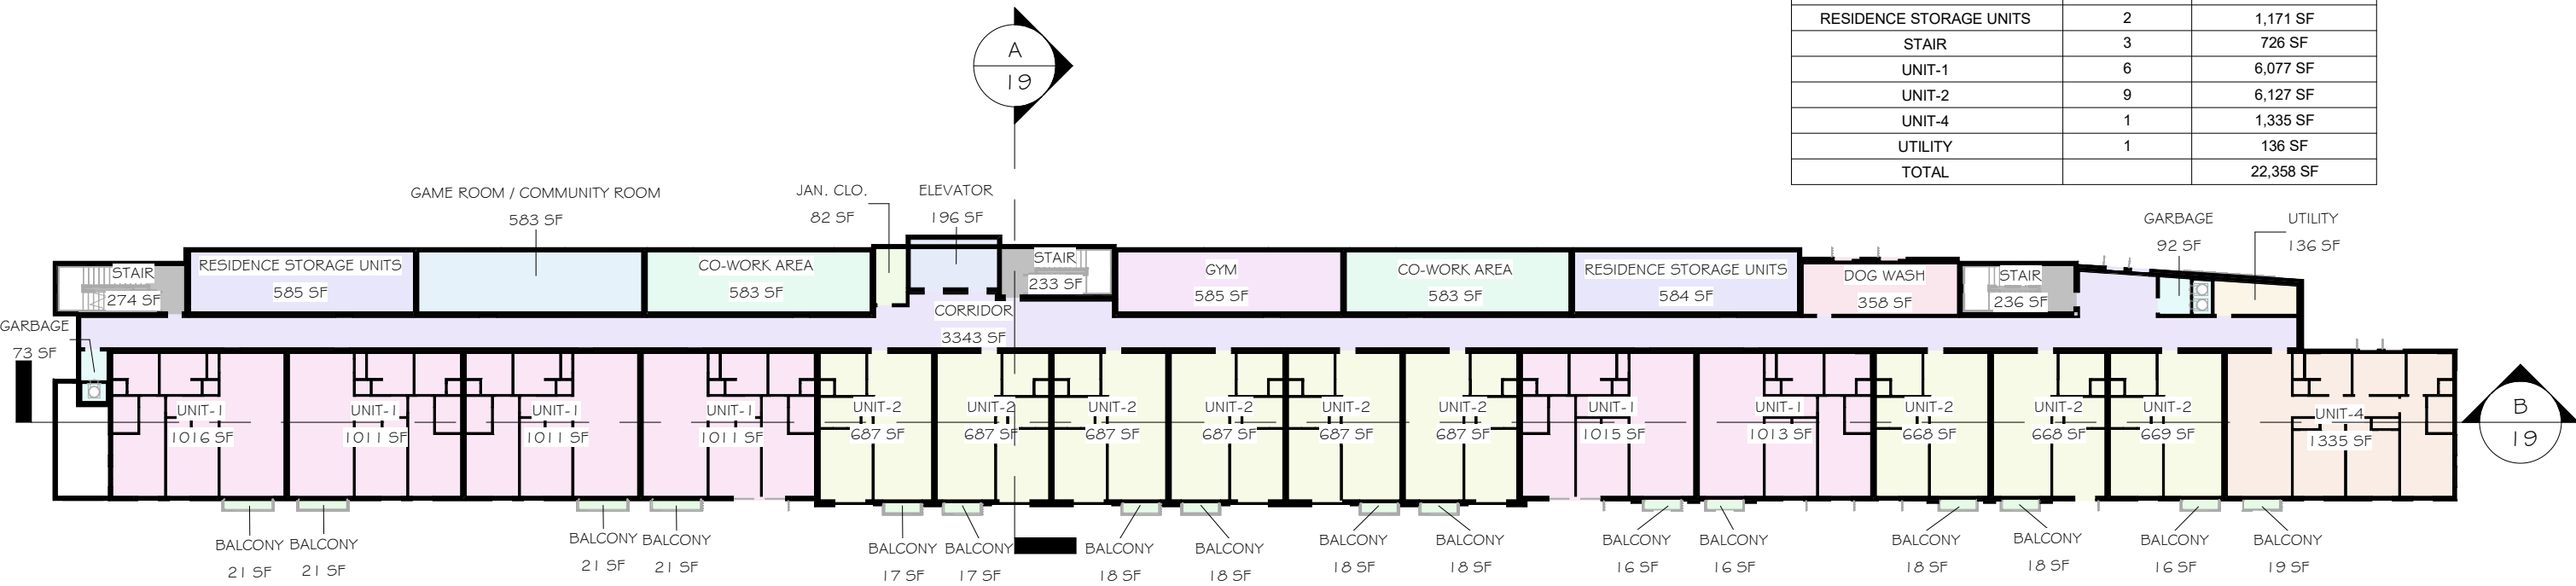 RESIDENCE STORAGE UNITS 2 1,171 SF
STAIR 3 726 SF
UNIT-1 6 6,077 SF
UNIT-2 9 6,127 SF
UNIT-4 1 1,335 SF
UTILITY 1 136 SF
TOTAL 22,358 SF
A
19
GAME ROOM / COMMUNITY ROOM
583 SF
JAN. CLO.
82 SF
ELEVATOR
196 SF
GARBAGE
92 SF
UTILITY
136 SF
STAIR
274 SF
RESIDENCE STORAGE UNITS
585 SF
CO-WORK AREA
583 SF
STAIR
233 SF
GYM
585 SF
CO-WORK AREA
583 SF
RESIDENCE STORAGE UNITS
584 SF
DOG WASH
358 SF
STAIR
236 SF
CORRIDOR
3343 SF
GARBAGE
73 SF
UNIT-1
1016 SF
UNIT-1
1011 SF
UNIT-1
1011 SF
UNIT-1
1011 SF
UNIT-2
687 SF
UNIT-2
687 SF
UNIT-2
687 SF
UNIT-2
687 SF
UNIT-2
687 SF
UNIT-2
687 SF
UNIT-1
1015 SF
UNIT-1
1013 SF
UNIT-2
668 SF
UNIT-2
668 SF
UNIT-2
669 SF
UNIT-4
1335 SF
B
19
BALCONY
21 SF
BALCONY
21 SF
BALCONY
21 SF
BALCONY
21 SF
BALCONY
17 SF
BALCONY
17 SF
BALCONY
18 SF
BALCONY
18 SF
BALCONY
18 SF
BALCONY
18 SF
BALCONY
16 SF
BALCONY
16 SF
BALCONY
18 SF
BALCONY
18 SF
BALCONY
16 SF
BALCONY
19 SF